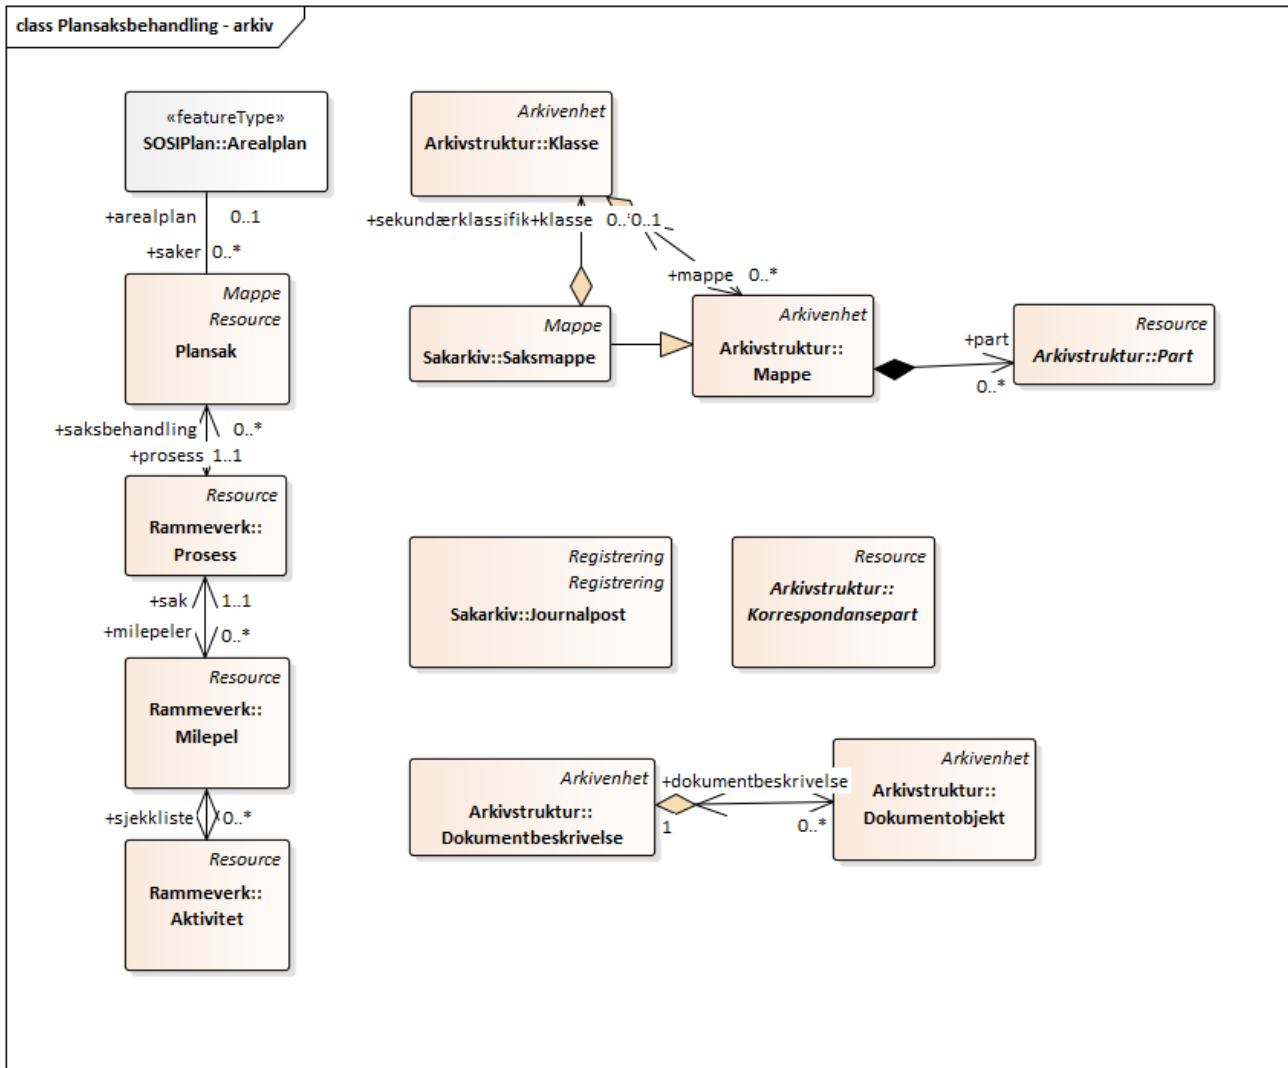 class Plansaksbehandling - arkiv
«featureType»
SOSIPlan::Arealplan
+arealplan 0..1
+saker 0..*
Mappe
Resource
Plansak
+saksbehandling 0..*
+prosess 1..1
Resource
Rammeverk::
Prosess
+sak 1..1
+milepeler 0..*
Resource
Rammeverk::
Milepel
+sjekkliste 0..*
Resource
Rammeverk::
Aktivitet
Arkivenhet
Arkivstruktur::Klasse
+sekundærklassifik+klasse 0..*0..1
+mappe 0..*
Mappe
Sakarkiv::Saksmappe
Arkivenhet
Arkivstruktur::
Mappe
+part
0..*
Resource
Arkivstruktur::Part
Registrering
Registrering
Sakarkiv::Journalpost
Resource
Arkivstruktur::
Korrespondansepart
Arkivenhet
Arkivstruktur::
Dokumentbeskrivelse
+dokumentbeskrivelse
1
0..*
Arkivenhet
Arkivstruktur::
Dokumentobjekt